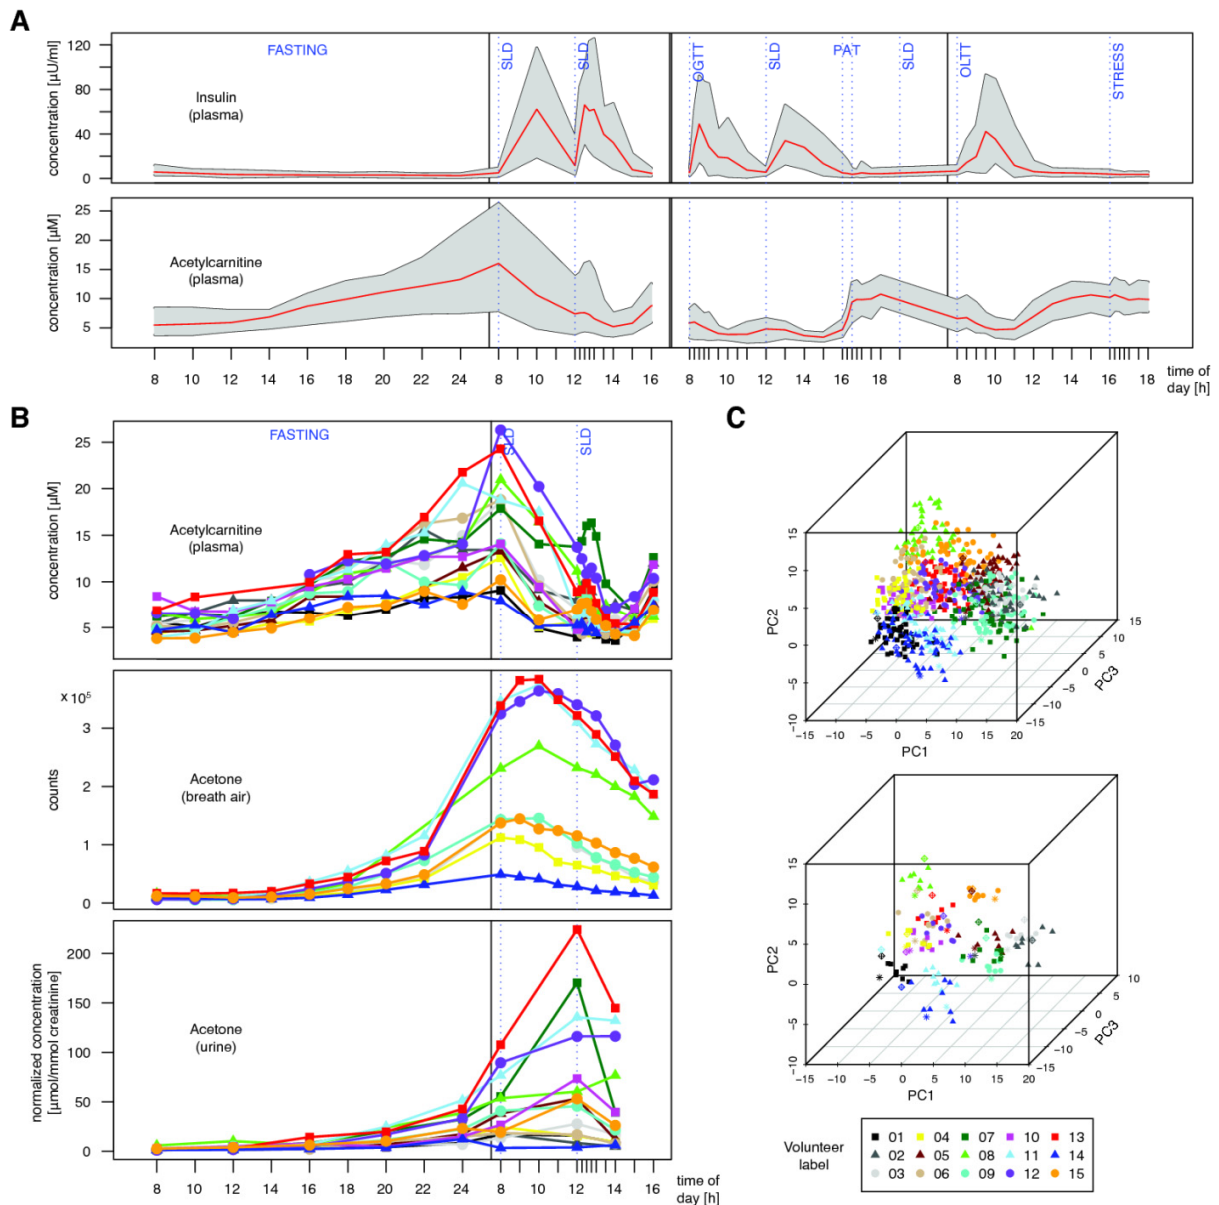 A
concentration [µU/ml]
120
80
40
0
FASTING
SLD
SLD
OGTT
SLD
PAT
SLD
OLTT
STRESS
Insulin
(plasma)
concentration [µM]
25
20
15
10
5
Acetylcarnitine
(plasma)
8 10 12 14 16 18 20 22 24 8 10 12 14 16 8 10 12 14 16 18 8 10 12 14 16 18
time of
day [h]
B
FASTING
SLD
SLD
concentration [µM]
25
20
15
10
5
Acetylcarnitine
(plasma)
x 10⁵
counts
3
2
1
0
Acetone
(breath air)
normalized concentration
[µmol/mmol creatinine]
200
150
100
50
0
Acetone
(urine)
8 10 12 14 16 18 20 22 24 8 10 12 14 16
time of
day [h]
C
PC2
15
10
5
0
−5
−10
−15 −10 −5 0 5 10 15 20
PC1
−15
−10
−5
0
5
10
15
PC3
PC2
15
10
5
0
−5
−10
−15 −10 −5 0 5 10 15 20
PC1
−15
−10
−5
0
5
10
PC3
Volunteer
label
01 04 07 10 13
02 05 08 11 14
03 06 09 12 15